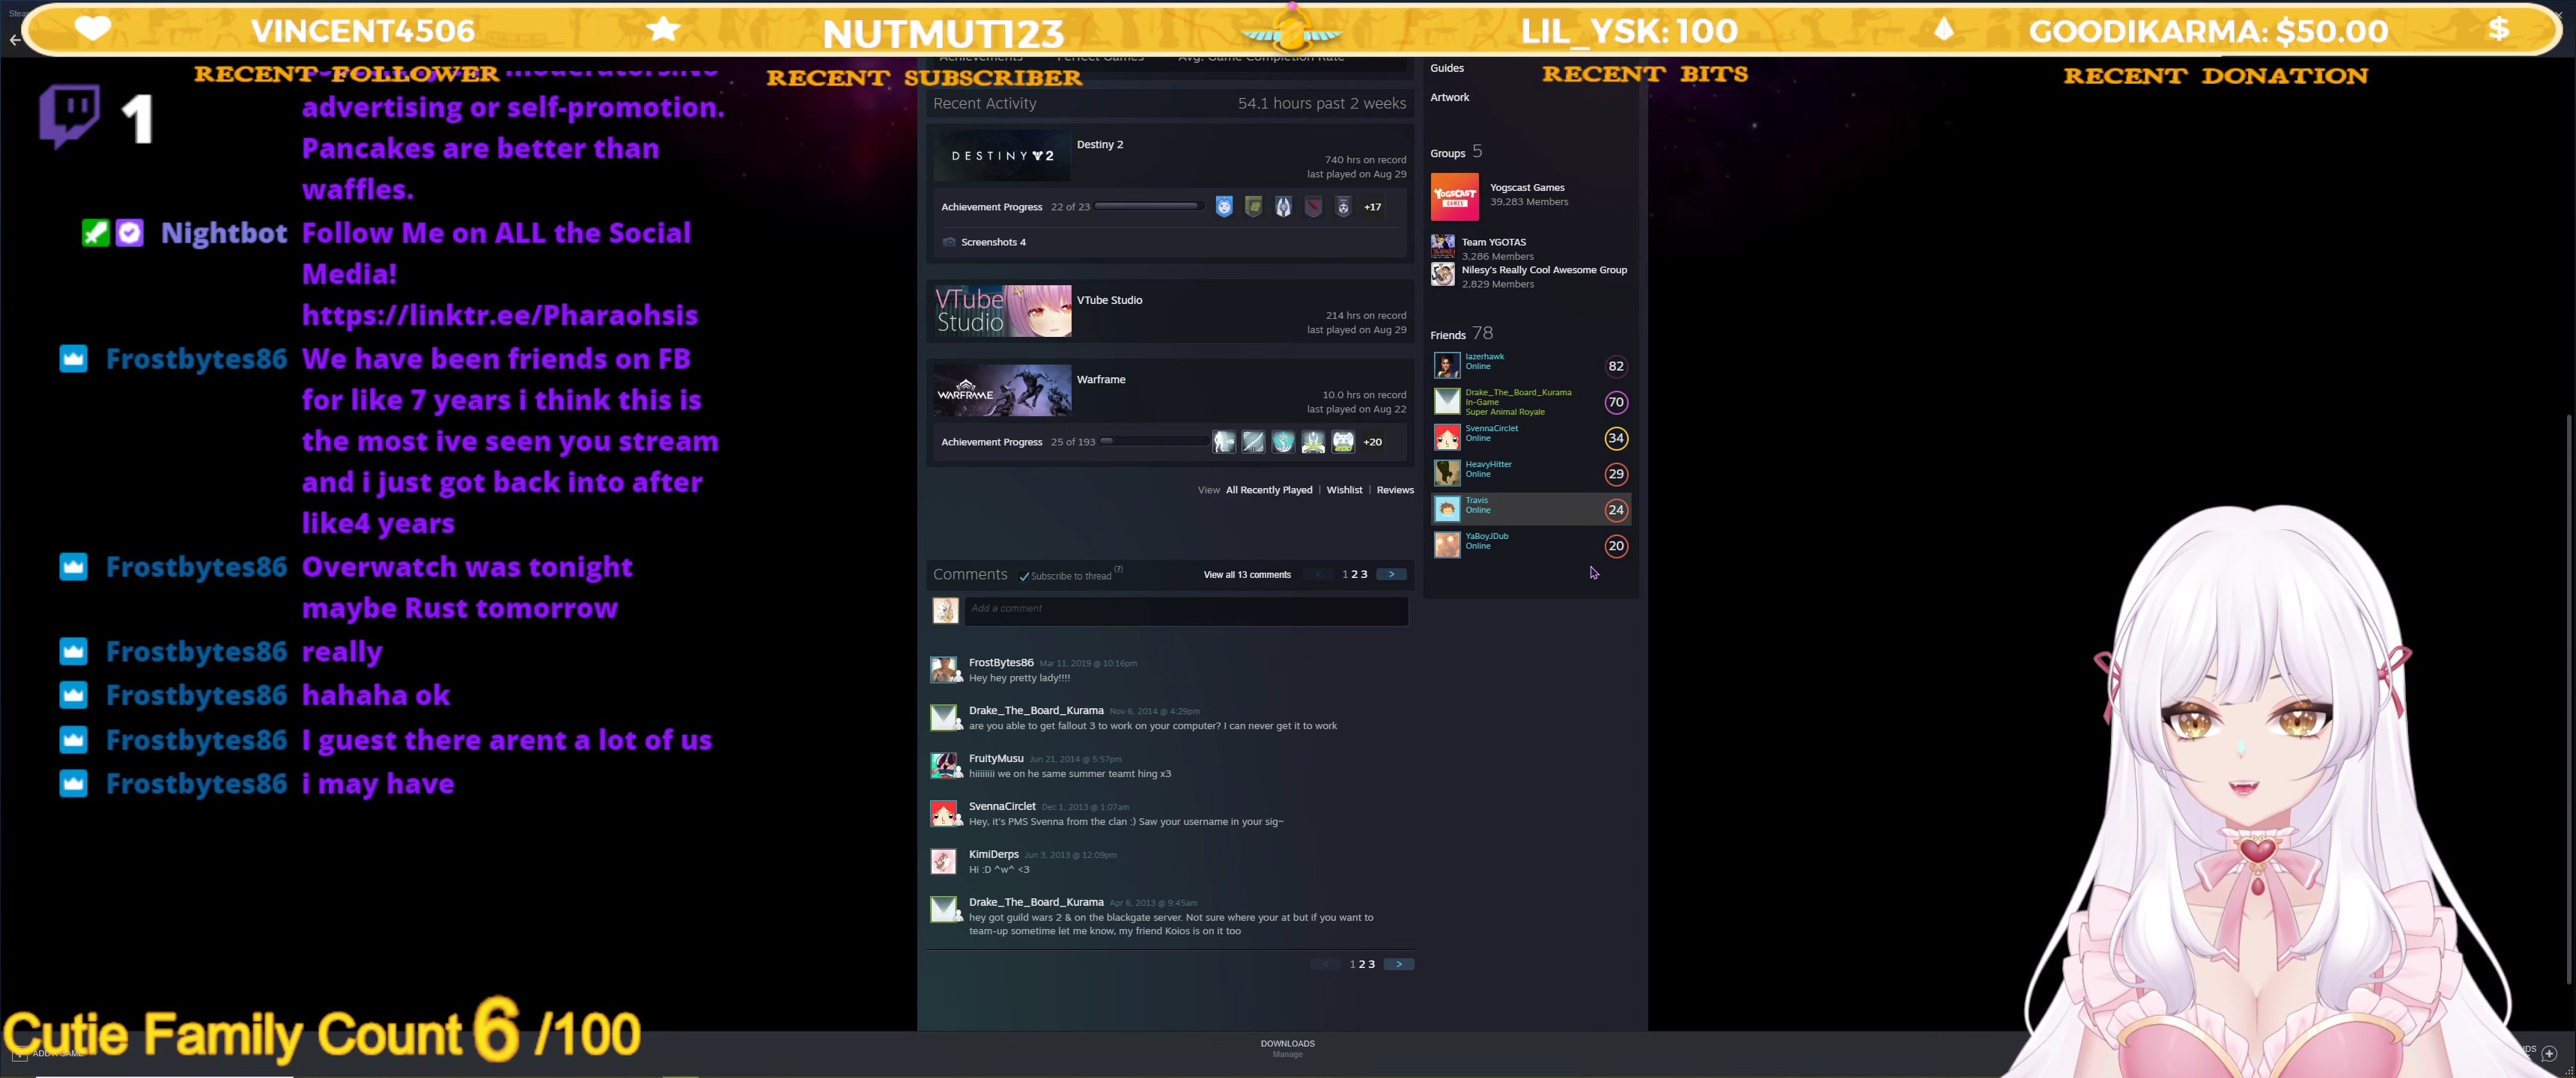 VINCENT4506
NUTMUT123
LIL_YSK: 100
GOODIKARMA: $50.00
$
RECENT FOLLOWER
RECENT SUBSCRIBER
RECENT BITS
RECENT DONATION
1
advertising or self-promotion.
Pancakes are better than
waffles.
Nightbot Follow Me on ALL the Social
Media!
https://linktr.ee/Pharaohsis
Frostbytes86 We have been friends on FB
for like 7 years i think this is
the most ive seen you stream
and i just got back into after
like4 years
Frostbytes86 Overwatch was tonight
maybe Rust tomorrow
Frostbytes86 really
Frostbytes86 hahaha ok
Frostbytes86 I guest there arent a lot of us
Frostbytes86 i may have
Cutie Family Count 6 /100
Achievements Perfect Games Avg. Game Completion Rate
Recent Activity 54.1 hours past 2 weeks
DESTINY 2
Destiny 2
740 hrs on record
last played on Aug 29
Achievement Progress 22 of 23 +17
Screenshots 4
VTube
Studio
VTube Studio
214 hrs on record
last played on Aug 29
WARFRAME
Warframe
10.0 hrs on record
last played on Aug 22
Achievement Progress 25 of 193 +20
View All Recently Played | Wishlist | Reviews
Comments Subscribe to thread (?) View all 13 comments < 1 2 3 >
Add a comment
FrostBytes86 Mar 11, 2019 @ 10:16pm
Hey hey pretty lady!!!!
Drake_The_Board_Kurama Nov 6, 2014 @ 4:29pm
are you able to get fallout 3 to work on your computer? I can never get it to work
FruityMusu Jun 21, 2014 @ 5:57pm
hiiiiiiii we on he same summer teamt hing x3
SvennaCirclet Dec 1, 2013 @ 1:07am
Hey, it's PMS Svenna from the clan :) Saw your username in your sig~
KimiDerps Jun 3, 2013 @ 12:09pm
Hi :D ^w^ <3
Drake_The_Board_Kurama Apr 6, 2013 @ 9:45am
hey got guild wars 2 & on the blackgate server. Not sure where your at but if you want to
team-up sometime let me know, my friend Koios is on it too
< 1 2 3 >
Guides
Artwork
Groups 5
YOGSCAST
GAMES
Yogscast Games
39,283 Members
Team YGOTAS
3,286 Members
Nilesy's Really Cool Awesome Group
2,829 Members
Friends 78
lazerhawk
Online
82
Drake_The_Board_Kurama
In-Game
Super Animal Royale
70
SvennaCirclet
Online
34
HeavyHitter
Online
29
Travis
Online
24
YaBoyJDub
Online
20
DOWNLOADS
Manage